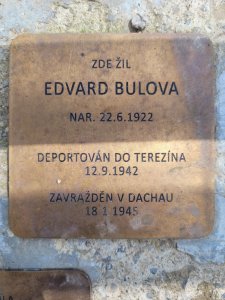 ZDE ŽIL
EDVARD BULOVA
NAR. 22.6.1922
DEPORTOVÁN DO TEREZÍNA
12.9.1942
ZAVRAŽDĚN V DACHAU
18.1.1945